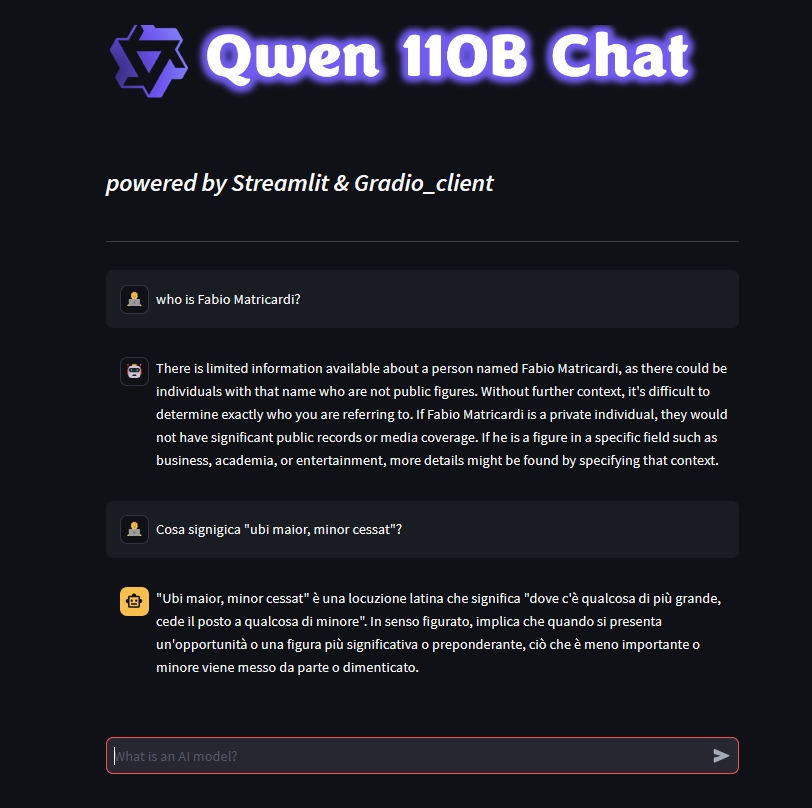 Qwen 110B Chat
powered by Streamlit & Gradio_client
who is Fabio Matricardi?
There is limited information available about a person named Fabio Matricardi, as there could be
individuals with that name who are not public figures. Without further context, it's difficult to
determine exactly who you are referring to. If Fabio Matricardi is a private individual, they would
not have significant public records or media coverage. If he is a figure in a specific field such as
business, academia, or entertainment, more details might be found by specifying that context.
Cosa signigica "ubi maior, minor cessat"?
"Ubi maior, minor cessat" è una locuzione latina che significa "dove c'è qualcosa di più grande,
cede il posto a qualcosa di minore". In senso figurato, implica che quando si presenta
un'opportunità o una figura più significativa o preponderante, ciò che è meno importante o
minore viene messo da parte o dimenticato.
What is an AI model?